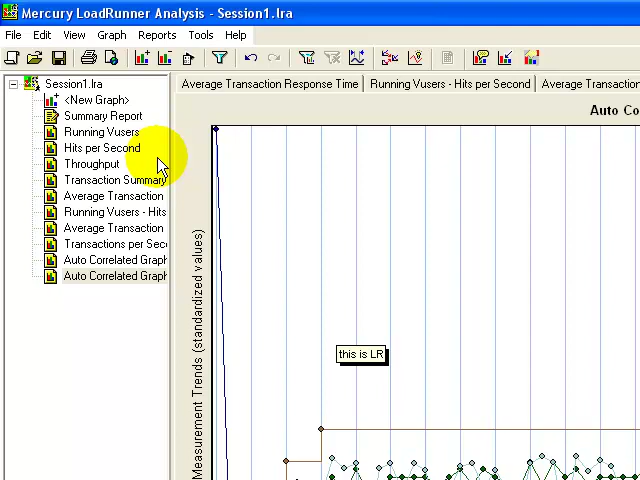 Mercury LoadRunner Analysis - Session1.lra
File Edit View Graph Reports Tools Help
Session1.lra
<New Graph>
Summary Report
Running Vusers
Hits per Second
Throughput
Transaction Summary
Average Transaction
Running Vusers - Hits
Average Transaction
Transactions per Sec
Auto Correlated Graph
Auto Correlated Graph
Average Transaction Response Time Running Vusers - Hits per Second Average Transaction
Auto Co
Measurement Trends (standardized values)
this is LR